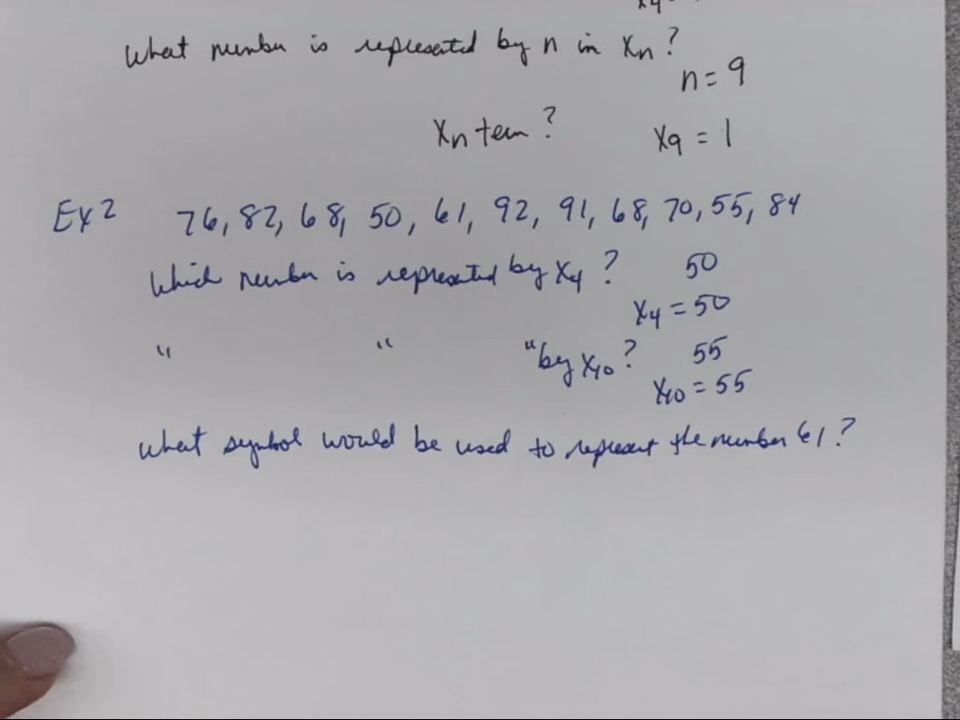 What number is represented by n in xn?
n = 9
xn term? x9 = 1
Ex 2 76, 82, 68, 50, 61, 92, 91, 68, 70, 55, 84
Which number is represented by x4? 50
x4 = 50
" " " by x10? 55
x10 = 55
What symbol would be used to represent the number 61?